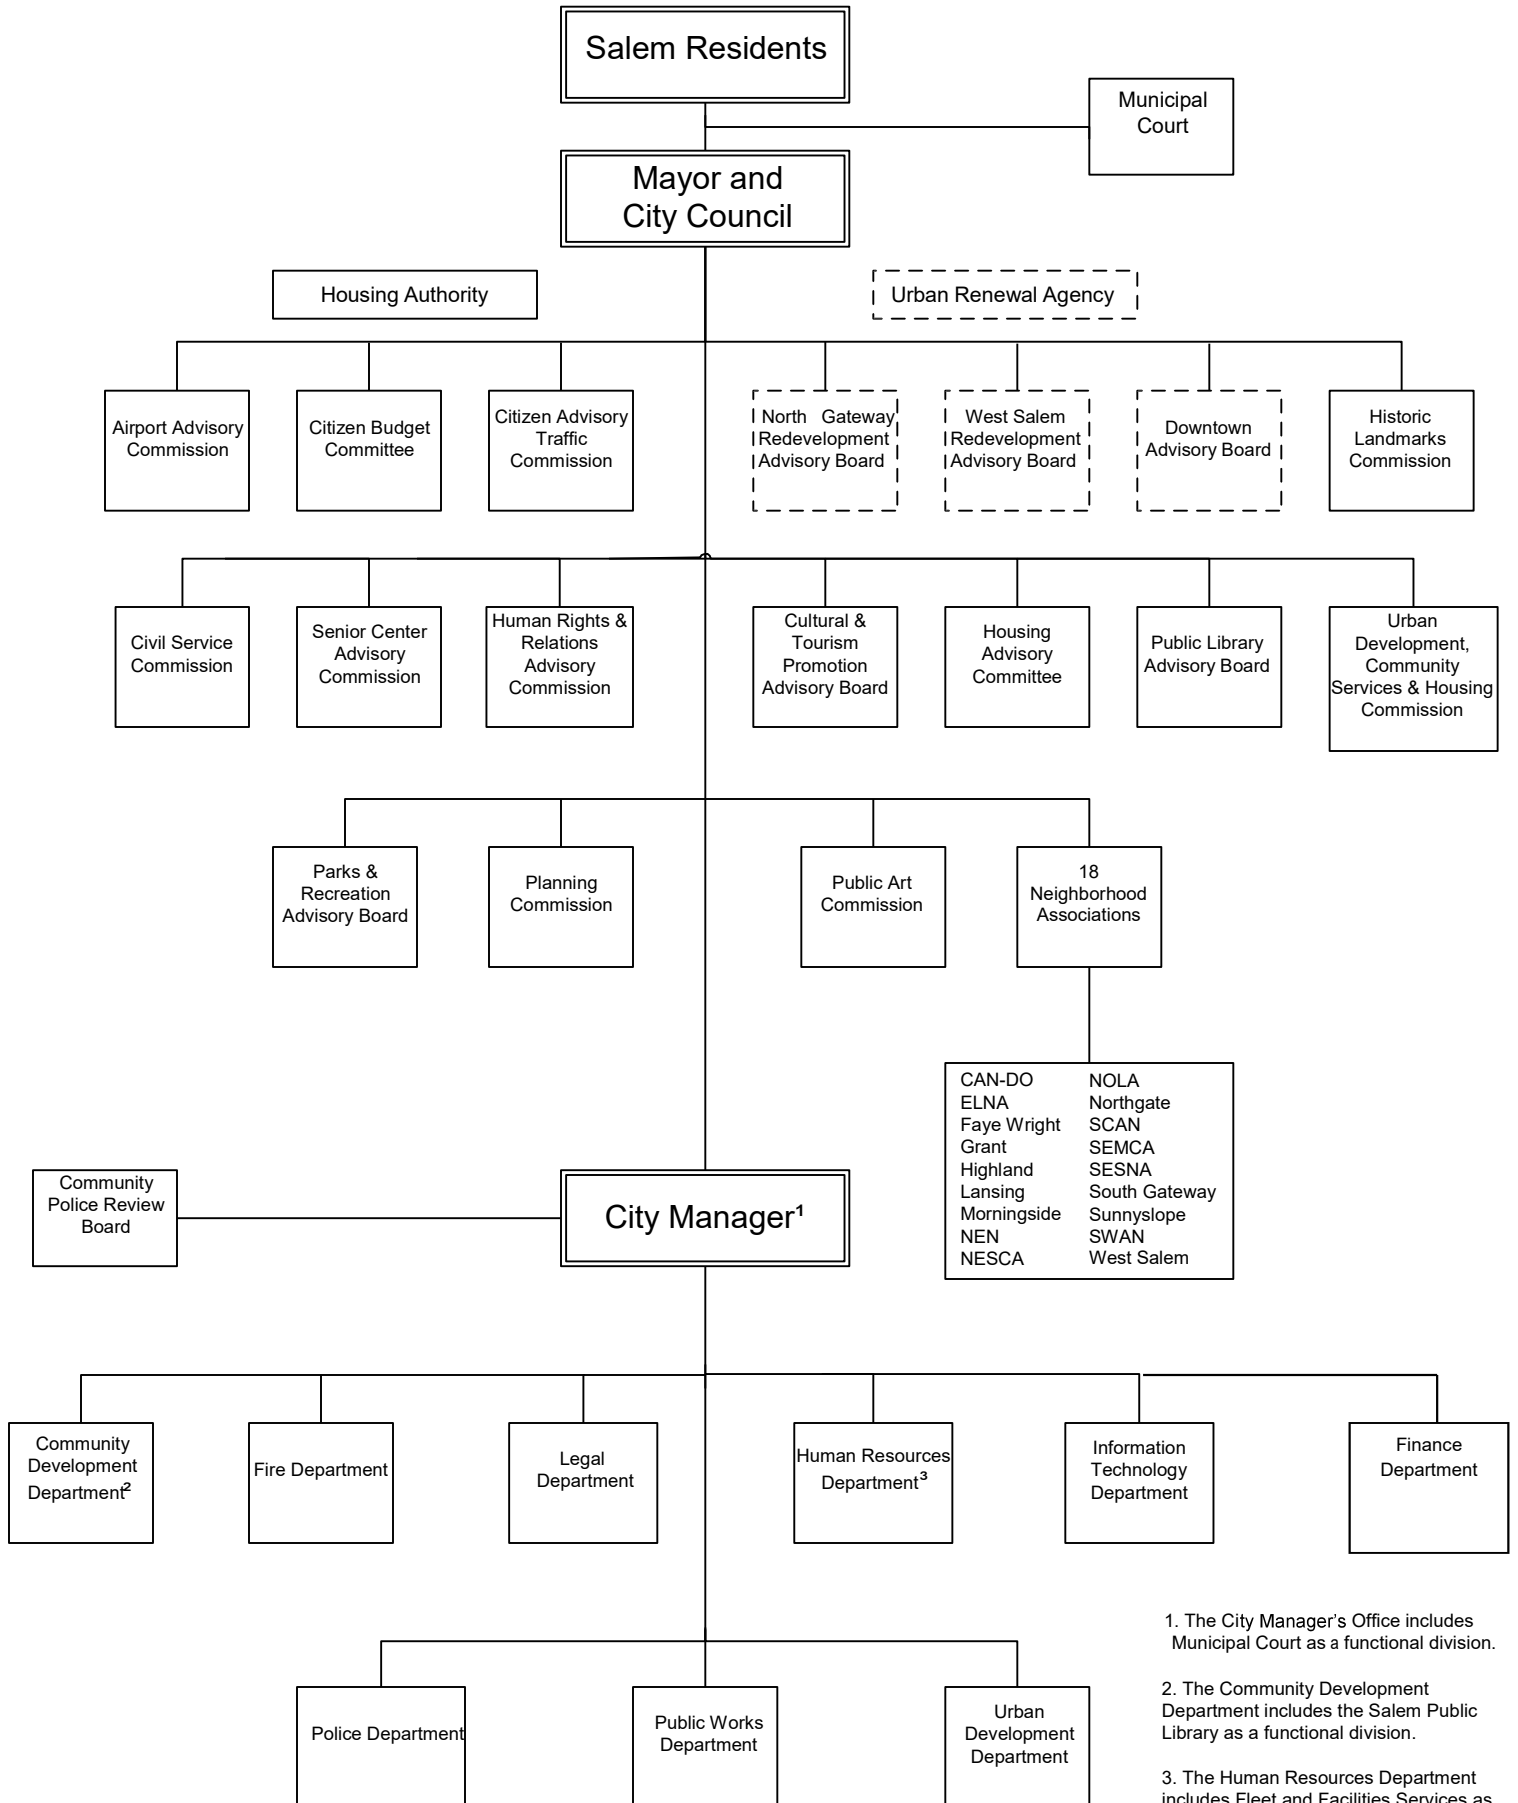 Salem Residents
Municipal
Court
Mayor and
City Council
Housing Authority
Urban Renewal Agency
Airport Advisory
Commission
Citizen Budget
Committee
Citizen Advisory
Traffic
Commission
North Gateway
Redevelopment
Advisory Board
West Salem
Redevelopment
Advisory Board
Downtown
Advisory Board
Historic
Landmarks
Commission
Civil Service
Commission
Senior Center
Advisory
Commission
Human Rights &
Relations
Advisory
Commission
Cultural &
Tourism
Promotion
Advisory Board
Housing
Advisory
Committee
Public Library
Advisory Board
Urban
Development,
Community
Services & Housing
Commission
Parks &
Recreation
Advisory Board
Planning
Commission
Public Art
Commission
18
Neighborhood
Associations
CAN-DO
ELNA
Faye Wright
Grant
Highland
Lansing
Morningside
NEN
NESCA
NOLA
Northgate
SCAN
SEMCA
SESNA
South Gateway
Sunnyslope
SWAN
West Salem
Community
Police Review
Board
City Manager¹
Community
Development
Department²
Fire Department
Legal
Department
Human Resources
Department³
Information
Technology
Department
Finance
Department
Police Department
Public Works
Department
Urban
Development
Department
1. The City Manager's Office includes
Municipal Court as a functional division.
2. The Community Development
Department includes the Salem Public
Library as a functional division.
3. The Human Resources Department
includes Fleet and Facilities Services as